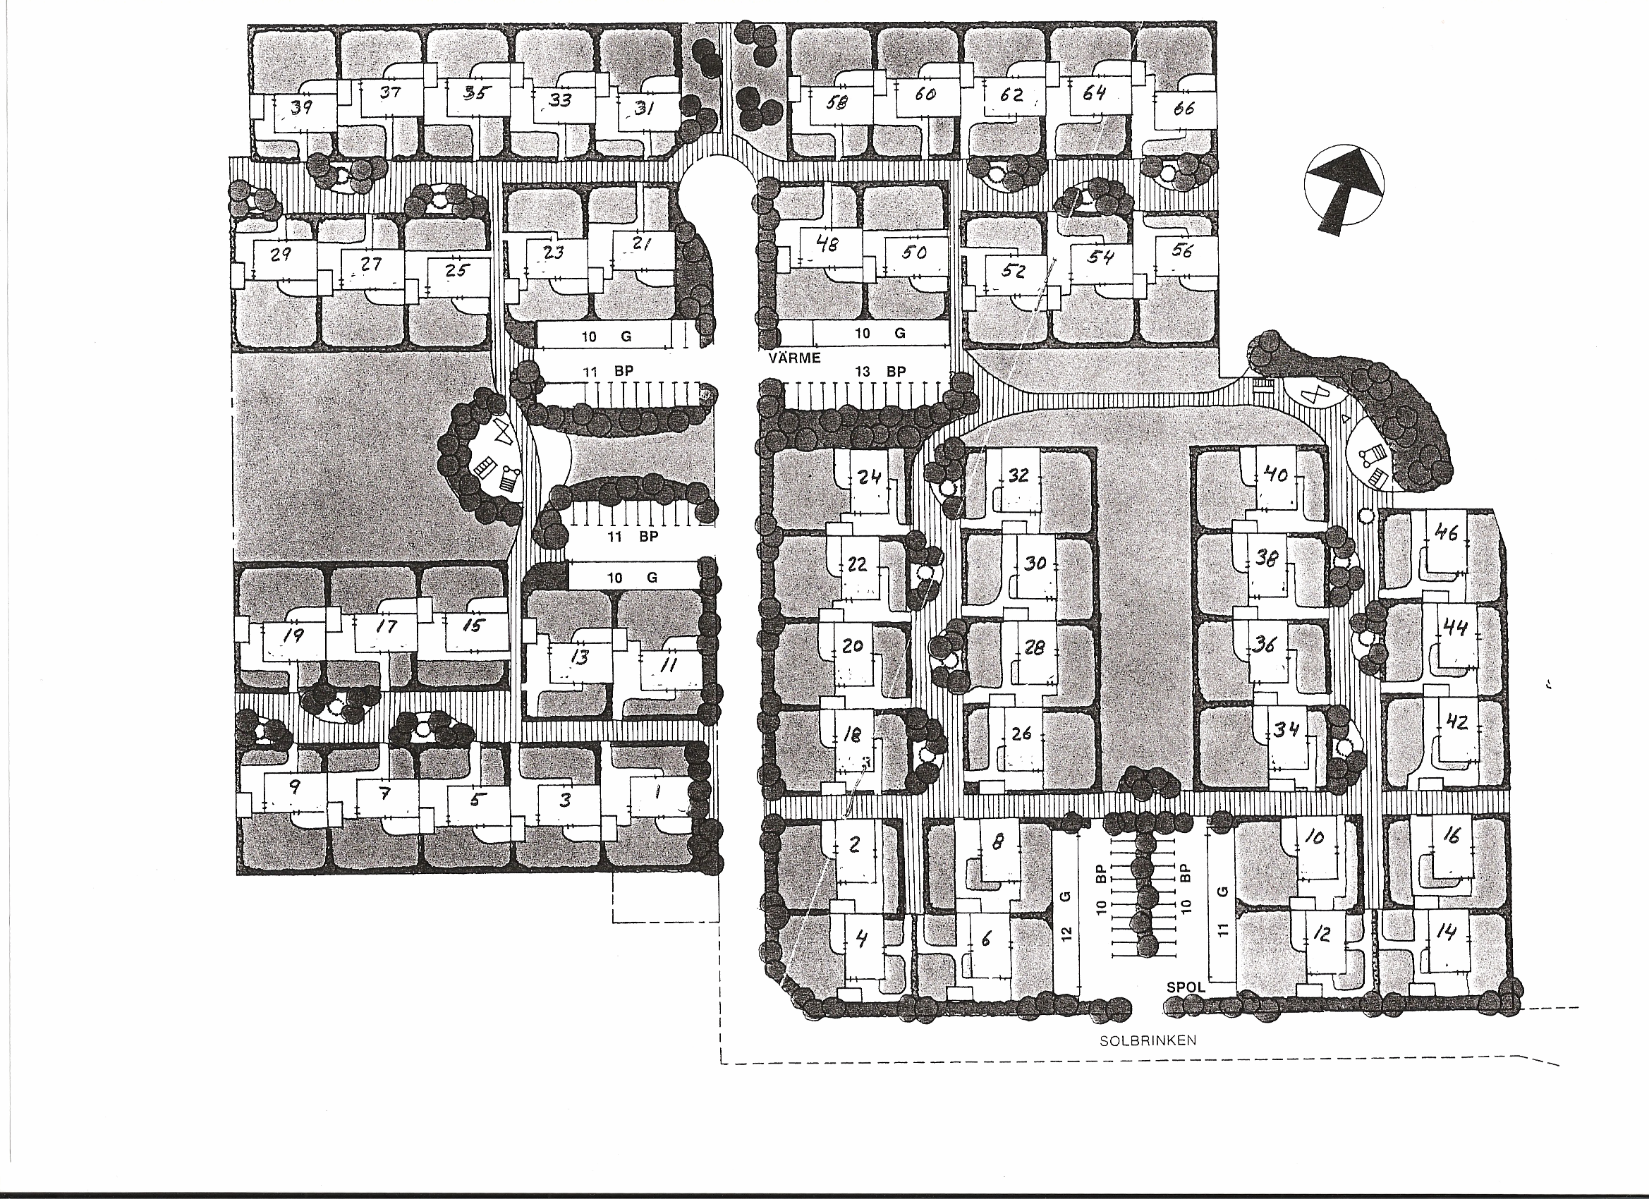 39 37 35 33 31 58 60 62 64 66
29 27 25 23 21 48 50 52 54 56
10 G 10 G
VÄRME
11 BP 13 BP
24 32 40
11 BP 46
22 30 38
10 G
19 17 15 13 11 20 28 36 44
18 26 34 42
9 7 5 3 1
2 8 10 16
10 BP 10 BP
12 G 11 G
4 6 12 14
SPOL
SOLBRINKEN